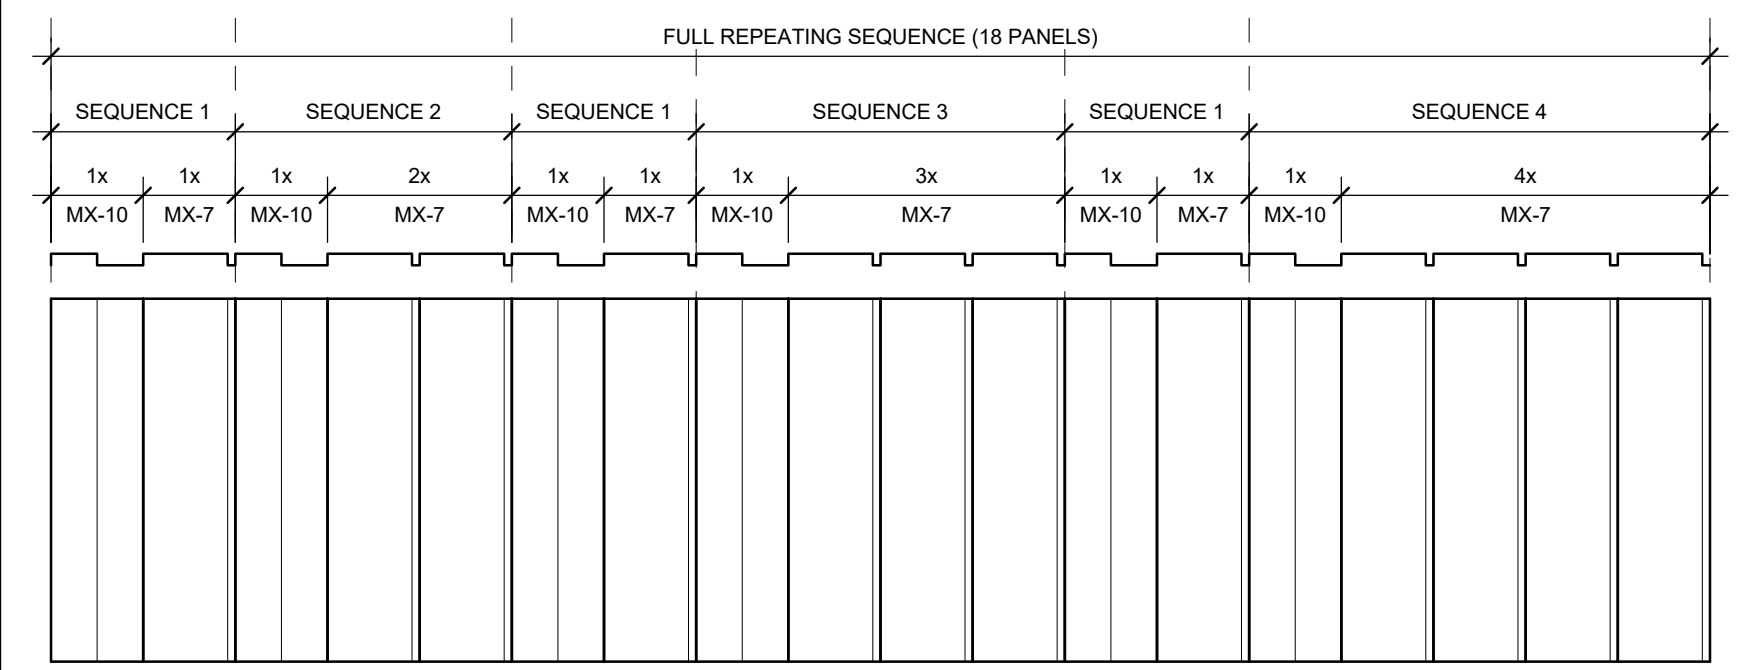 FULL REPEATING SEQUENCE (18 PANELS)
SEQUENCE 1 SEQUENCE 2 SEQUENCE 1 SEQUENCE 3 SEQUENCE 1 SEQUENCE 4
1x 1x 1x 2x 1x 1x 1x 3x 1x 1x 1x 4x
MX-10 MX-7 MX-10 MX-7 MX-10 MX-7 MX-10 MX-7 MX-10 MX-7 MX-10 MX-7